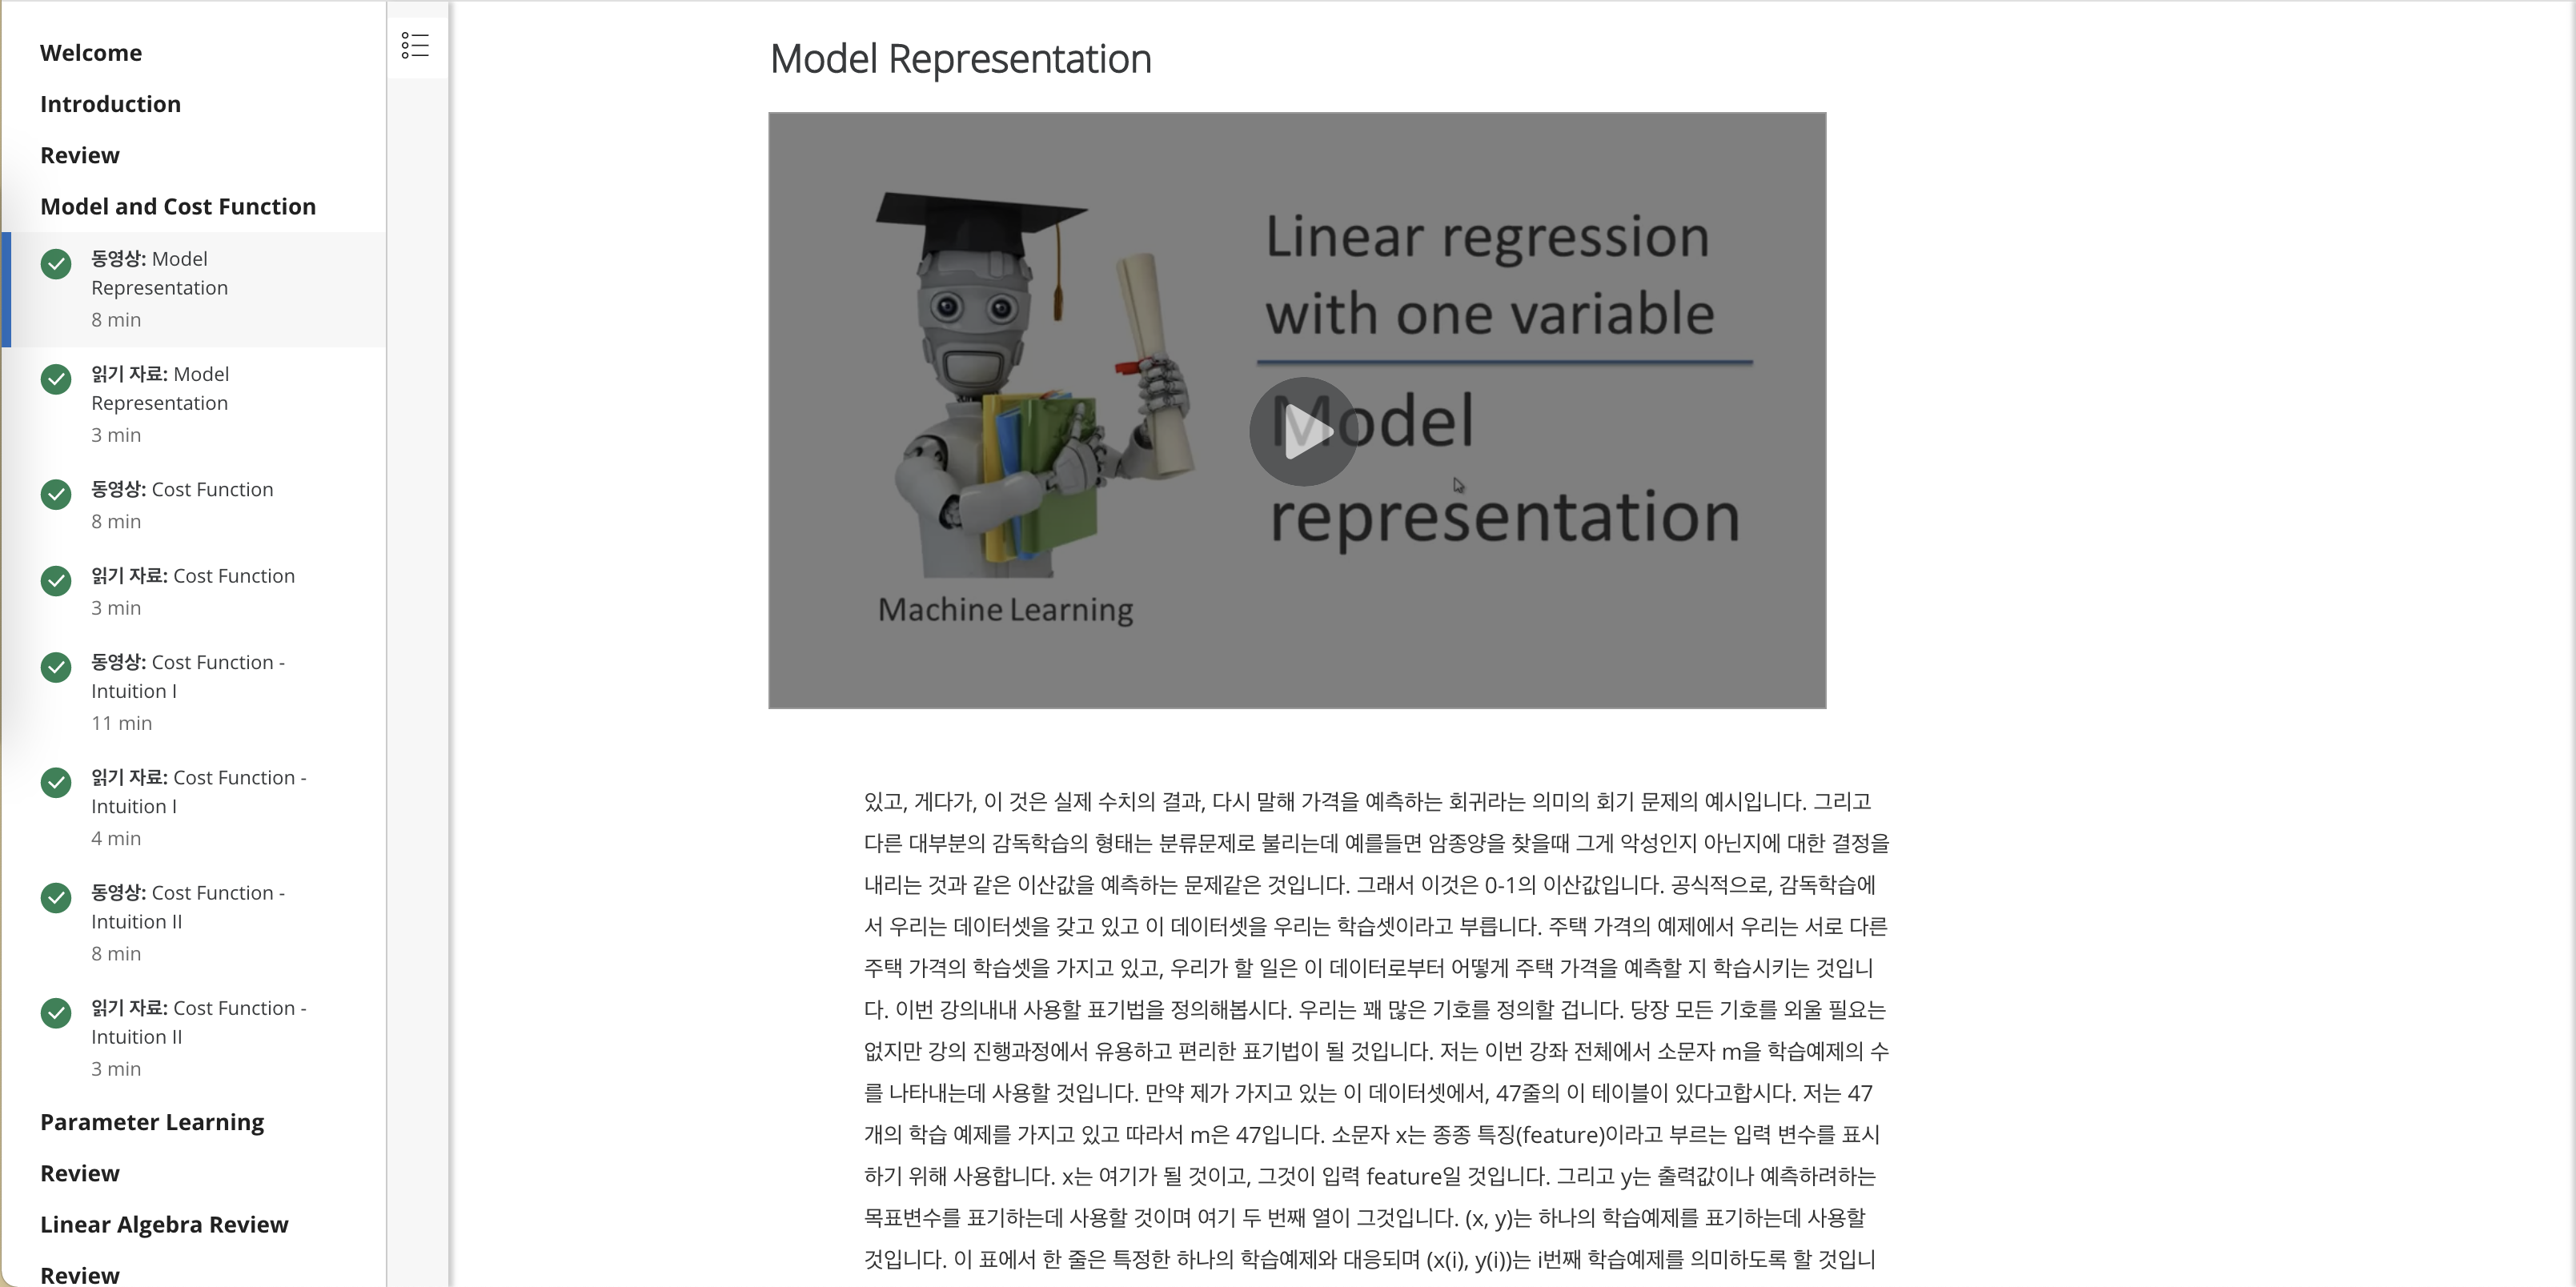 Welcome
Introduction
Review
Model and Cost Function
동영상: Model
Representation
8 min
읽기 자료: Model
Representation
3 min
동영상: Cost Function
8 min
읽기 자료: Cost Function
3 min
동영상: Cost Function -
Intuition I
11 min
읽기 자료: Cost Function -
Intuition I
4 min
동영상: Cost Function -
Intuition II
8 min
읽기 자료: Cost Function -
Intuition II
3 min
Parameter Learning
Review
Linear Algebra Review
Review
Model Representation
Linear regression
with one variable
Model
representation
Machine Learning
있고, 게다가, 이 것은 실제 수치의 결과, 다시 말해 가격을 예측하는 회귀라는 의미의 회기 문제의 예시입니다. 그리고
다른 대부분의 감독학습의 형태는 분류문제로 불리는데 예를들면 암종양을 찾을때 그게 악성인지 아닌지에 대한 결정을
내리는 것과 같은 이산값을 예측하는 문제같은 것입니다. 그래서 이것은 0-1의 이산값입니다. 공식적으로, 감독학습에
서 우리는 데이터셋을 갖고 있고 이 데이터셋을 우리는 학습셋이라고 부릅니다. 주택 가격의 예제에서 우리는 서로 다른
주택 가격의 학습셋을 가지고 있고, 우리가 할 일은 이 데이터로부터 어떻게 주택 가격을 예측할 지 학습시키는 것입니
다. 이번 강의내내 사용할 표기법을 정의해봅시다. 우리는 꽤 많은 기호를 정의할 겁니다. 당장 모든 기호를 외울 필요는
없지만 강의 진행과정에서 유용하고 편리한 표기법이 될 것입니다. 저는 이번 강좌 전체에서 소문자 m을 학습예제의 수
를 나타내는데 사용할 것입니다. 만약 제가 가지고 있는 이 데이터셋에서, 47줄의 이 테이블이 있다고합시다. 저는 47
개의 학습 예제를 가지고 있고 따라서 m은 47입니다. 소문자 x는 종종 특징(feature)이라고 부르는 입력 변수를 표시
하기 위해 사용합니다. x는 여기가 될 것이고, 그것이 입력 feature일 것입니다. 그리고 y는 출력값이나 예측하려하는
목표변수를 표기하는데 사용할 것이며 여기 두 번째 열이 그것입니다. (x, y)는 하나의 학습예제를 표기하는데 사용할
것입니다. 이 표에서 한 줄은 특정한 하나의 학습예제와 대응되며 (x(i), y(i))는 i번째 학습예제를 의미하도록 할 것입니